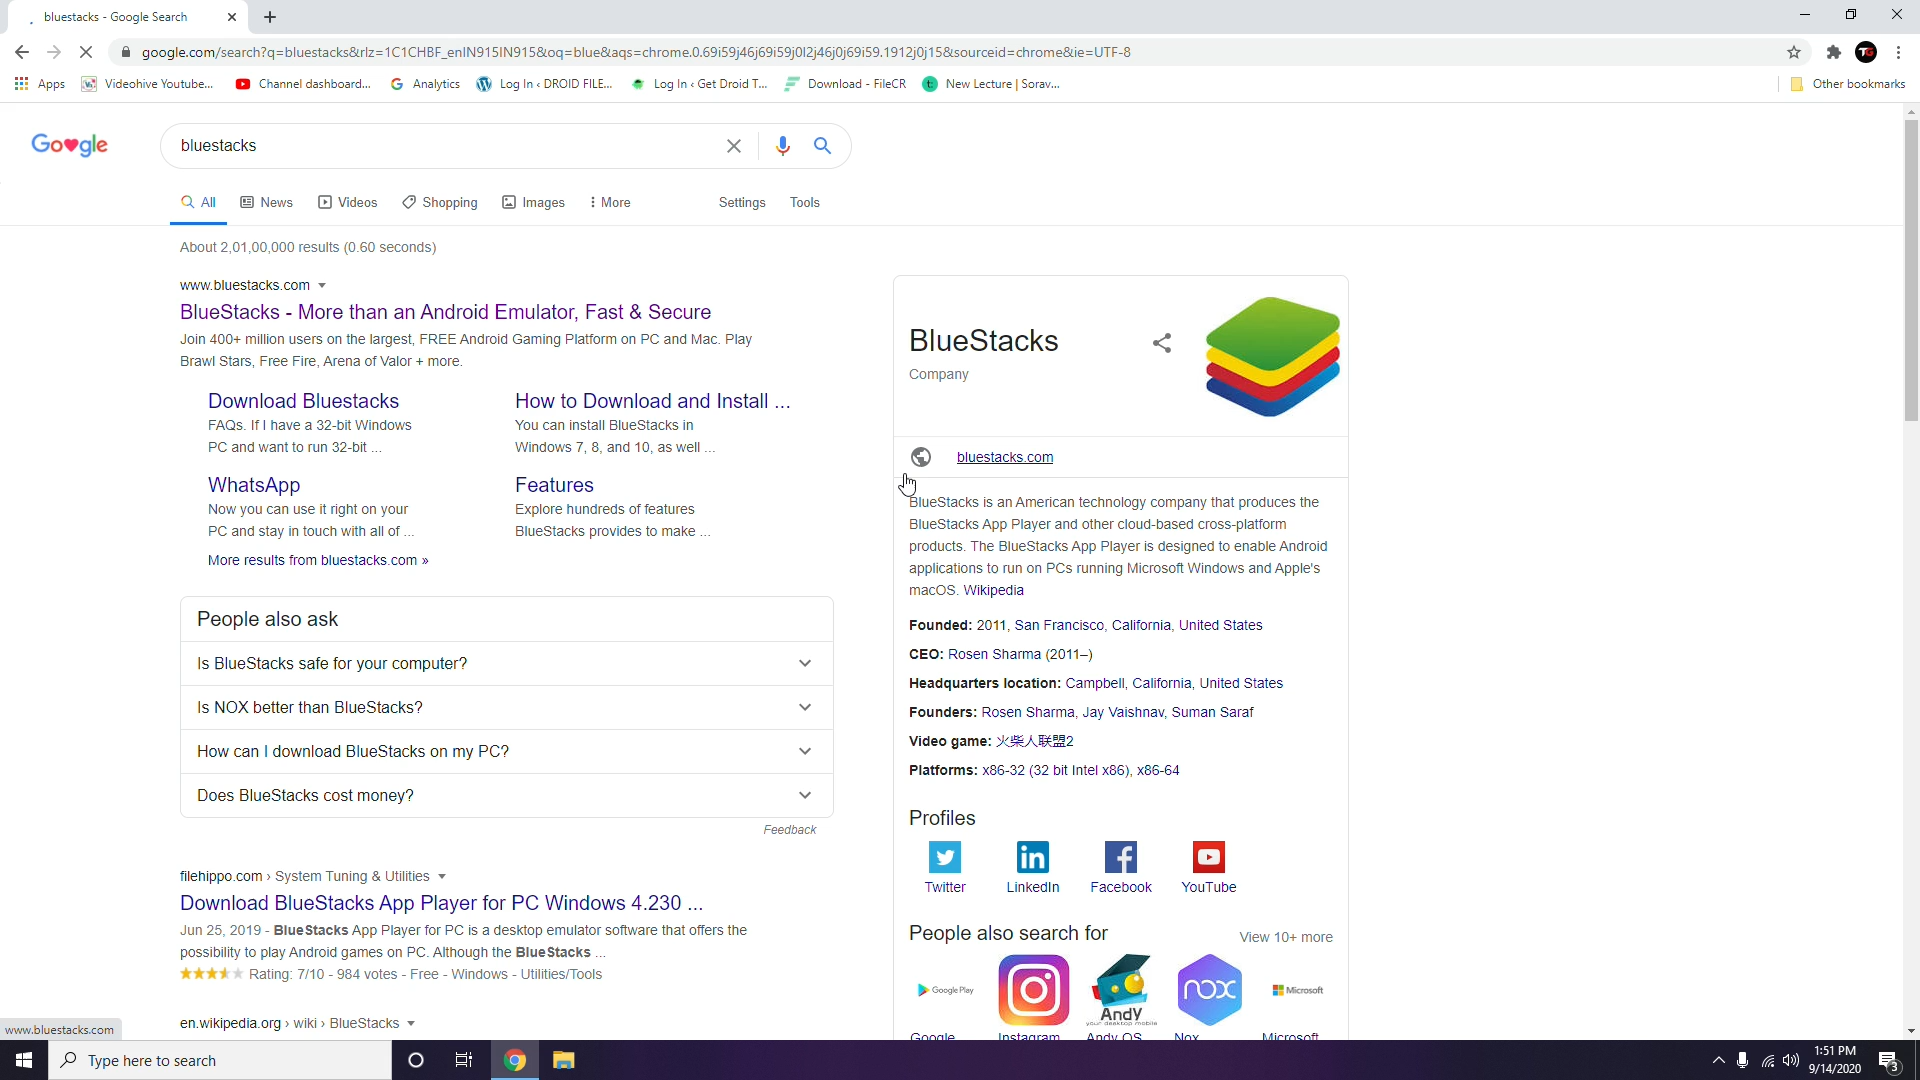 bluestacks - Google Search
google.com/search?q=bluestacks&rlz=1C1CHBF_enIN915IN915&oq=blue&aqs=chrome.0.69i59j46j69i59j0l2j46j0j69i59.1912j0j15&sourceid=chrome&ie=UTF-8
Apps Videohive Youtube... Channel dashboard... Analytics Log In ‹ DROID FILE... Log In ‹ Get Droid T... Download - FileCR New Lecture | Sorav... Other bookmarks
Google
bluestacks
All News Videos Shopping Images More Settings Tools
About 2,01,00,000 results (0.60 seconds)
www.bluestacks.com
BlueStacks - More than an Android Emulator, Fast & Secure
Join 400+ million users on the largest, FREE Android Gaming Platform on PC and Mac. Play
Brawl Stars, Free Fire, Arena of Valor + more.
Download Bluestacks
FAQs. If I have a 32-bit Windows
PC and want to run 32-bit ...
How to Download and Install ...
You can install BlueStacks in
Windows 7, 8, and 10, as well ...
WhatsApp
Now you can use it right on your
PC and stay in touch with all of ...
Features
Explore hundreds of features
BlueStacks provides to make ...
More results from bluestacks.com »
People also ask
Is BlueStacks safe for your computer?
Is NOX better than BlueStacks?
How can I download BlueStacks on my PC?
Does BlueStacks cost money?
Feedback
filehippo.com › System Tuning & Utilities
Download BlueStacks App Player for PC Windows 4.230 ...
Jun 25, 2019 - BlueStacks App Player for PC is a desktop emulator software that offers the
possibility to play Android games on PC. Although the BlueStacks ...
Rating: 7/10 - 984 votes - Free - Windows - Utilities/Tools
en.wikipedia.org › wiki › BlueStacks
BlueStacks
Company
bluestacks.com
BlueStacks is an American technology company that produces the
BlueStacks App Player and other cloud-based cross-platform
products. The BlueStacks App Player is designed to enable Android
applications to run on PCs running Microsoft Windows and Apple's
macOS. Wikipedia
Founded: 2011, San Francisco, California, United States
CEO: Rosen Sharma (2011–)
Headquarters location: Campbell, California, United States
Founders: Rosen Sharma, Jay Vaishnav, Suman Saraf
Video game: 火柴人联盟2
Platforms: x86-32 (32 bit Intel x86), x86-64
Profiles
Twitter LinkedIn Facebook YouTube
People also search for
View 10+ more
Google Play
AndY
your desktop mobile
nox
Microsoft
Google Instagram Andy OS Nox Microsoft
www.bluestacks.com
Type here to search
1:51 PM
9/14/2020
3